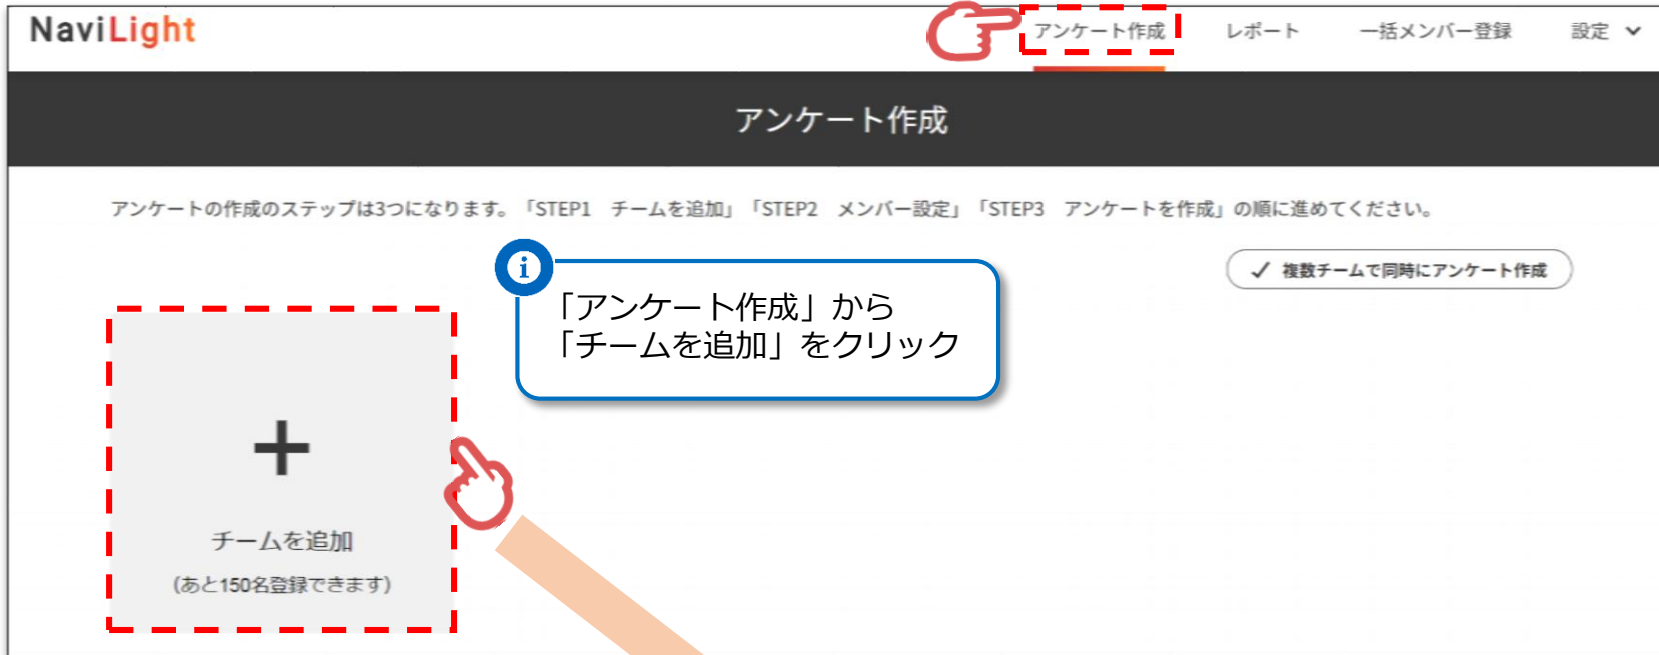 NaviLight
アンケート作成 レポート 一括メンバー登録 設定
アンケート作成
アンケートの作成のステップは3つになります。「STEP1 チームを追加」「STEP2 メンバー設定」「STEP3 アンケートを作成」の順に進めてください。
✓ 複数チームで同時にアンケート作成
i
「アンケート作成」から
「チームを追加」をクリック
+
チームを追加
(あと150名登録できます)